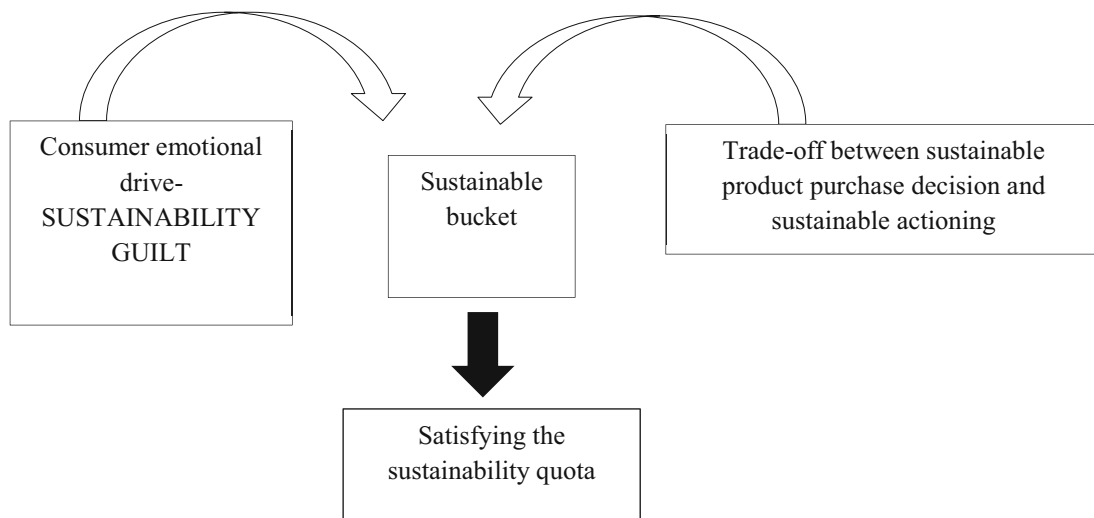 Consumer emotional
drive-
SUSTAINABILITY
GUILT
Sustainable
bucket
Trade-off between sustainable
product purchase decision and
sustainable actioning
Satisfying the
sustainability quota